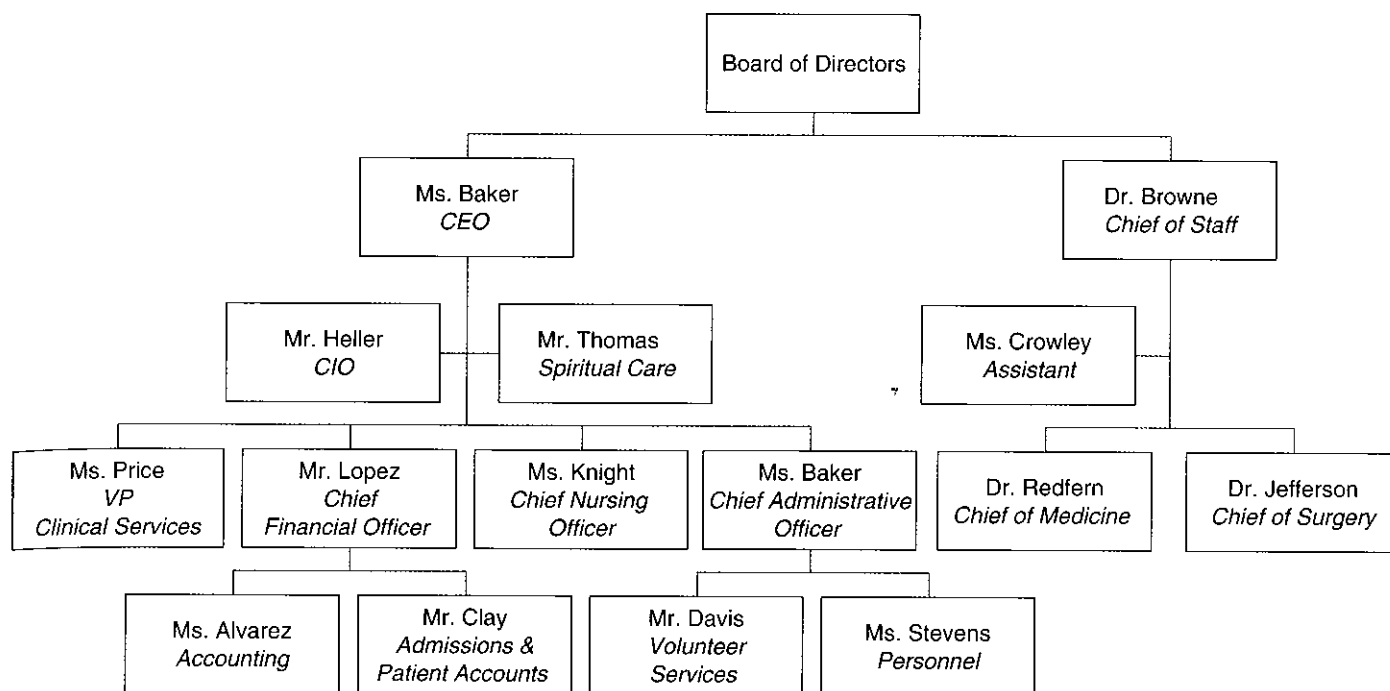 Board of Directors
Ms. Baker
CEO
Dr. Browne
Chief of Staff
Mr. Heller
CIO
Mr. Thomas
Spiritual Care
Ms. Crowley
Assistant
Ms. Price
VP
Clinical Services
Mr. Lopez
Chief
Financial Officer
Ms. Knight
Chief Nursing
Officer
Ms. Baker
Chief Administrative
Officer
Dr. Redfern
Chief of Medicine
Dr. Jefferson
Chief of Surgery
Ms. Alvarez
Accounting
Mr. Clay
Admissions &
Patient Accounts
Mr. Davis
Volunteer
Services
Ms. Stevens
Personnel